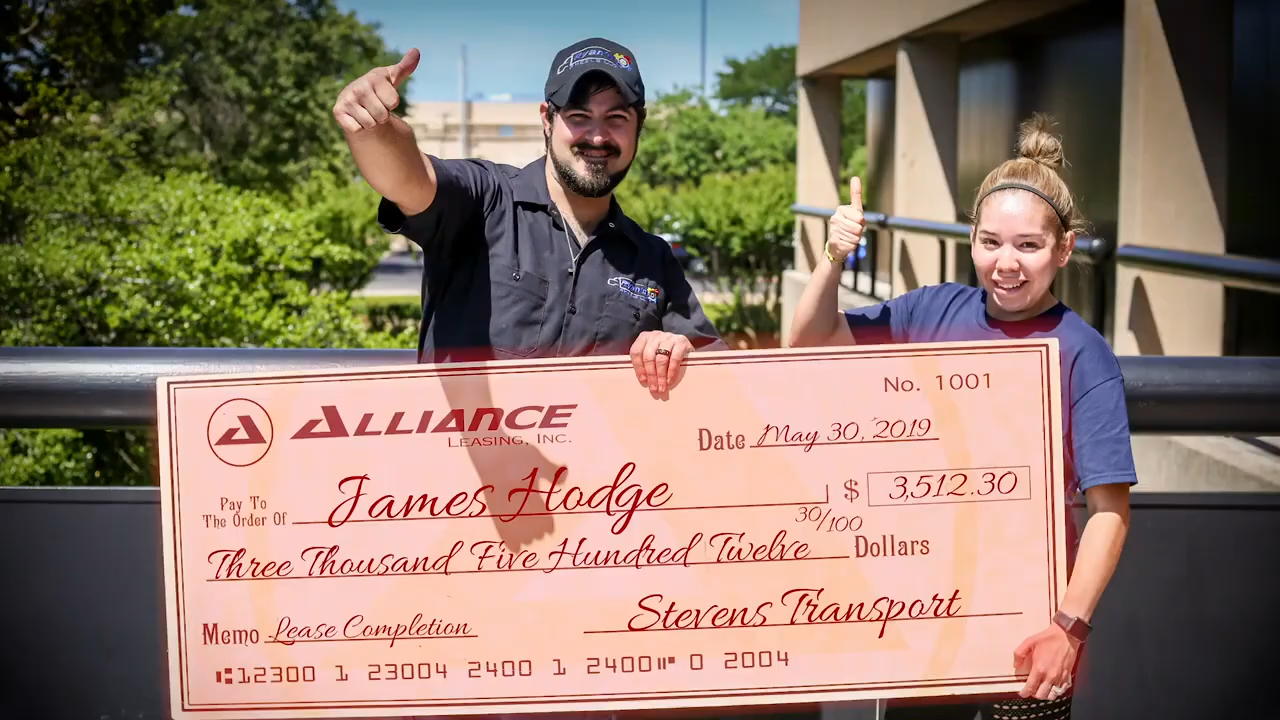 No. 1001
ALLIANCE
LEASING, INC.
Date May 30, 2019
Pay To
The Order Of James Hodge $ 3,512.30
Three Thousand Five Hundred Twelve 30/100 Dollars
Memo Lease Completion Stevens Transport
12300 1 23004 2400 1 2400 0 2004